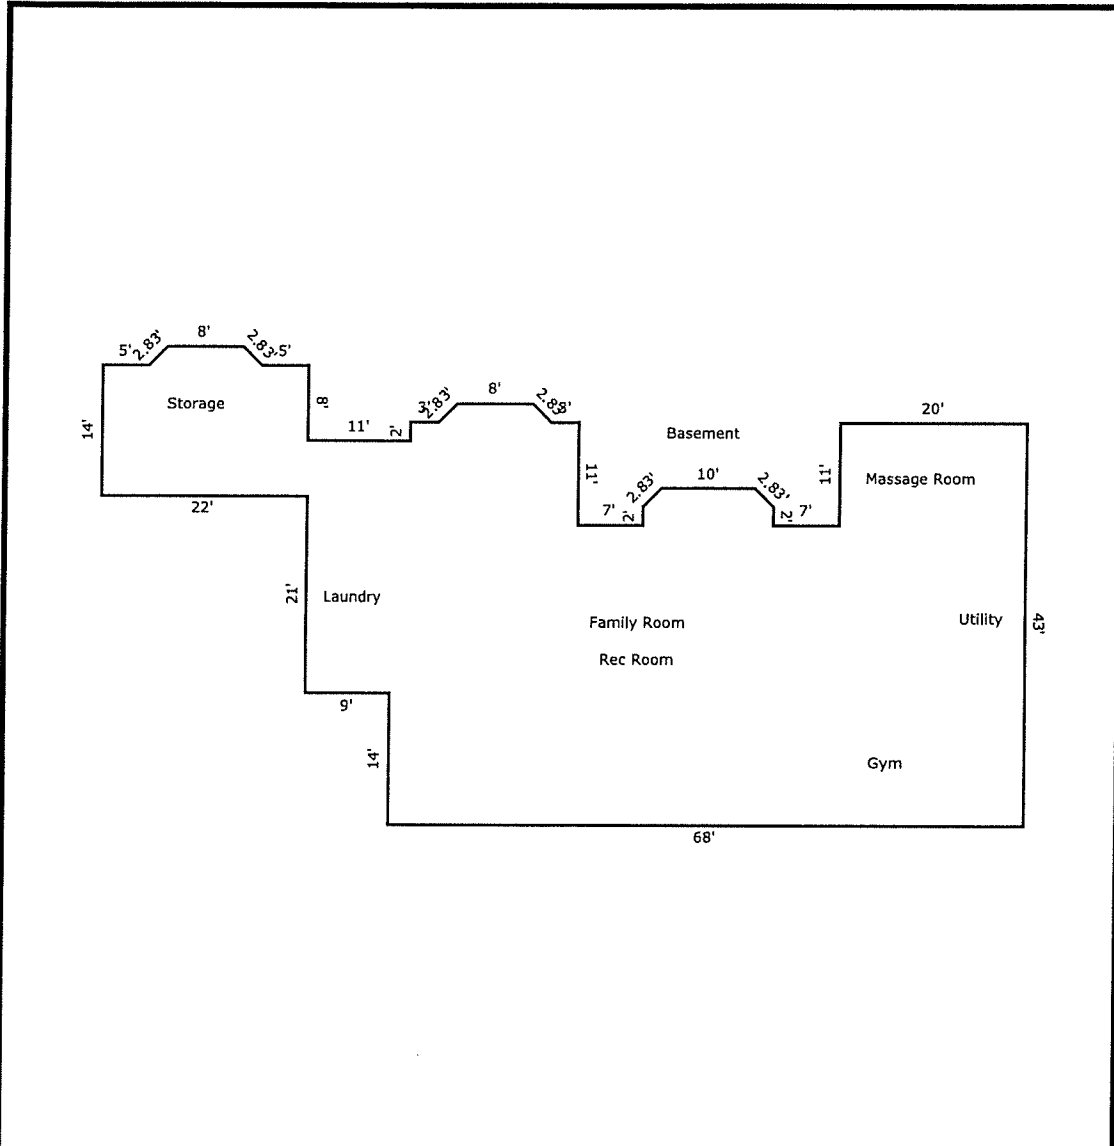 8'
5' 2.83' 2.83' 5'
Storage
14'
8'
11'
2'
3' 2.83' 8' 2.83'
22'
Basement
20'
11'
7'
2'
2.83' 10' 2.83'
2'
7'
11'
Massage Room
21'
Laundry
Family Room
Rec Room
Utility
43'
9'
14'
Gym
68'